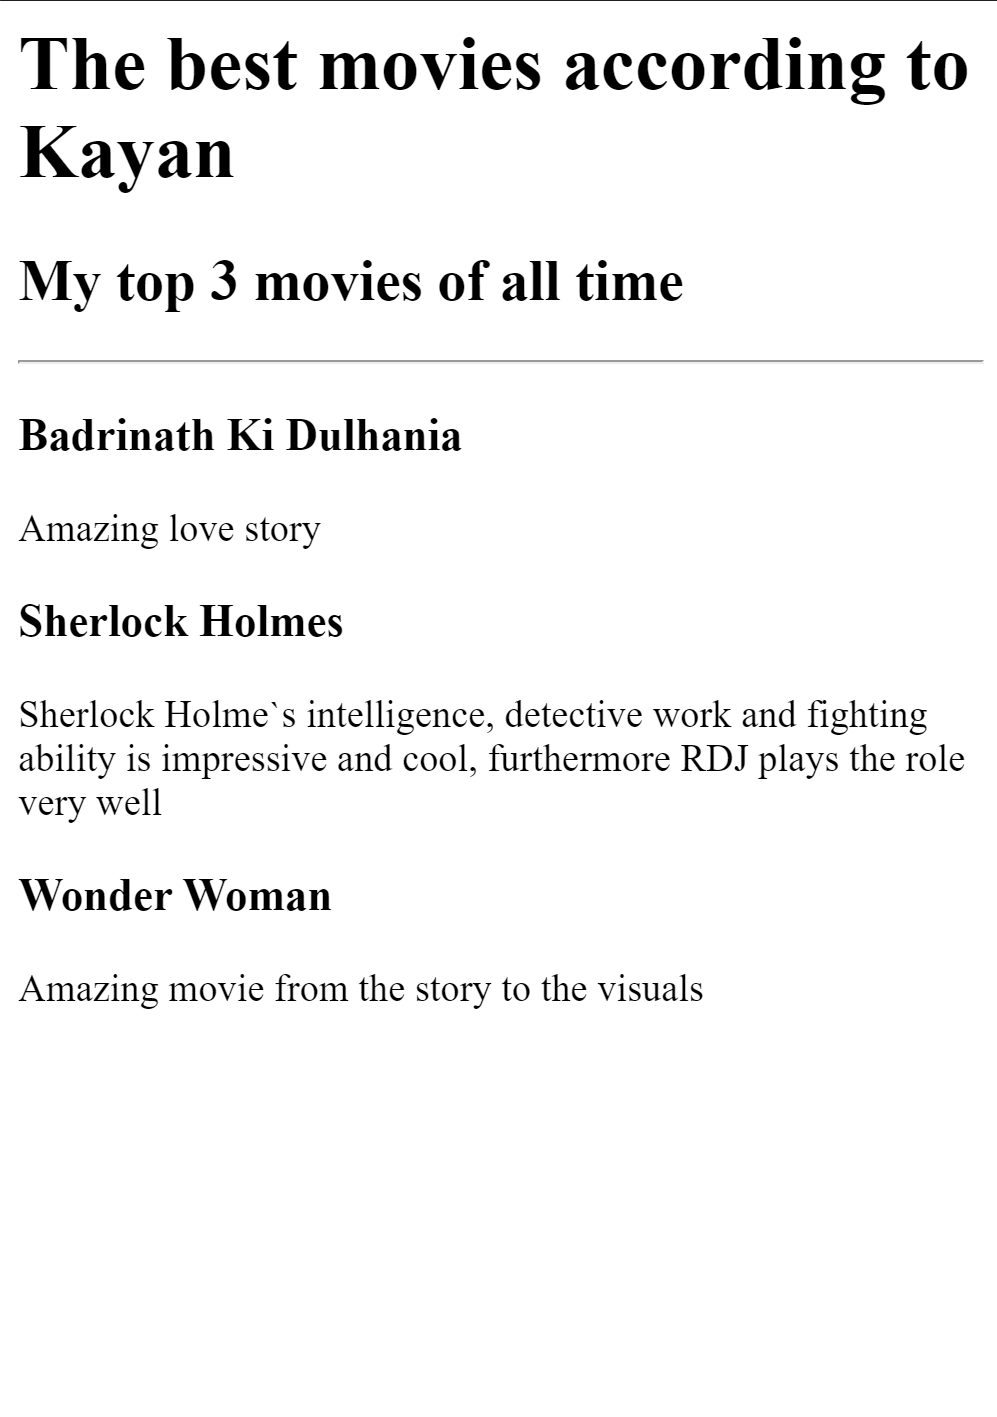 The best movies according to
Kayan
My top 3 movies of all time
Badrinath Ki Dulhania
Amazing love story
Sherlock Holmes
Sherlock Holme`s intelligence, detective work and fighting
ability is impressive and cool, furthermore RDJ plays the role
very well
Wonder Woman
Amazing movie from the story to the visuals